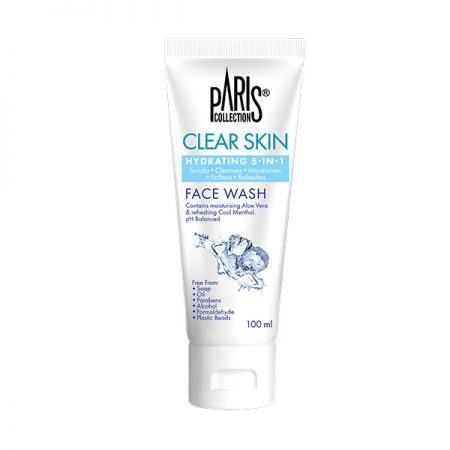 PARIS®
COLLECTION
CLEAR SKIN
HYDRATING 5-IN-1
Scrubs • Cleanses • Moisturises
• Softens • Refreshes
FACE WASH
Contains moisturising Aloe Vera
& refreshing Cool Menthol.
pH Balanced.
Free From:
• Soap
• Oil
• Parabens
• Alcohol
• Formaldehyde
• Plastic Beads
100 ml